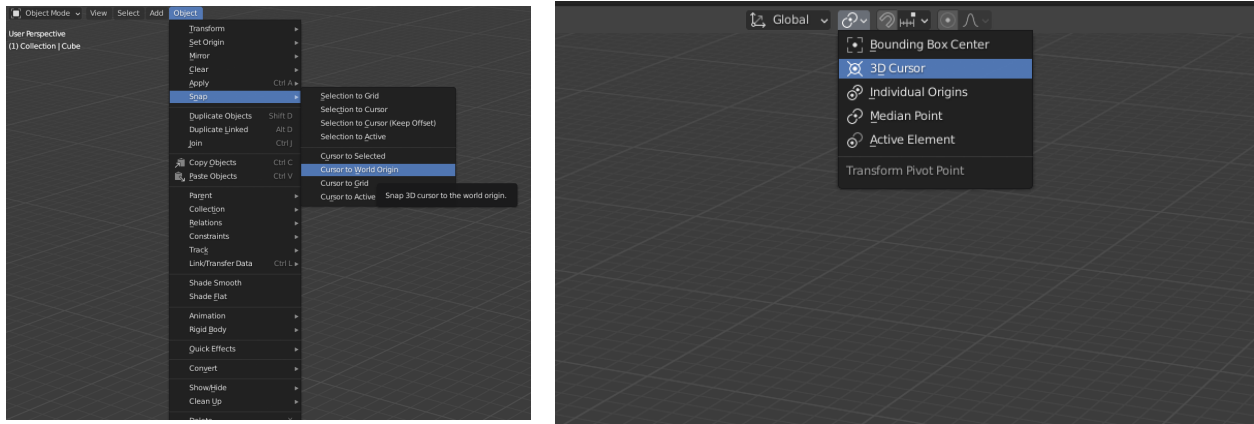 Object Mode View Select Add Object
User Perspective
(1) Collection | Cube
Transform
Set Origin
Mirror
Clear
Apply Ctrl A
Snap
Duplicate Objects Shift D
Duplicate Linked Alt D
Join Ctrl J
Copy Objects Ctrl C
Paste Objects Ctrl V
Parent
Collection
Relations
Constraints
Track
Link/Transfer Data Ctrl L
Shade Smooth
Shade Flat
Animation
Rigid Body
Quick Effects
Convert
Show/Hide
Clean Up
Delete X
Selection to Grid
Selection to Cursor
Selection to Cursor (Keep Offset)
Selection to Active
Cursor to Selected
Cursor to World Origin
Cursor to Grid
Cursor to Active
Snap 3D cursor to the world origin.
Global
Bounding Box Center
3D Cursor
Individual Origins
Median Point
Active Element
Transform Pivot Point